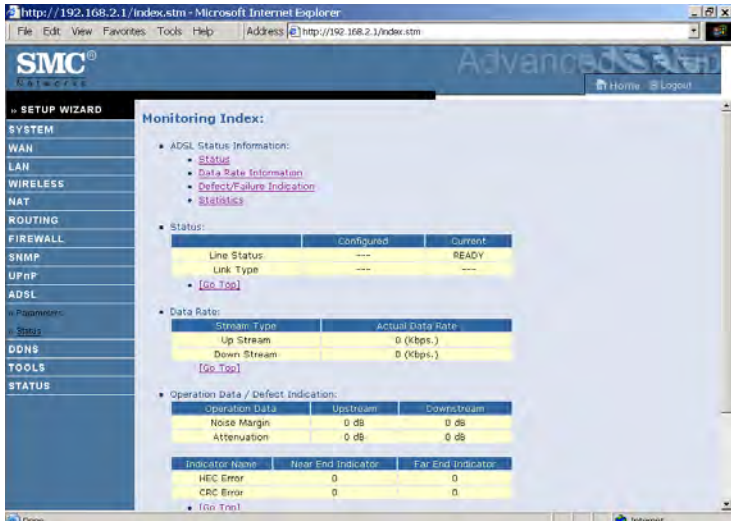 http://192.168.2.1/index.stm - Microsoft Internet Explorer
File Edit View Favorites Tools Help Address http://192.168.2.1/index.stm
SMC®
Networks
Advanced Setup
Home Logout
» SETUP WIZARD
SYSTEM
WAN
LAN
WIRELESS
NAT
ROUTING
FIREWALL
SNMP
UPnP
ADSL
» Parameters
» Status
DDNS
TOOLS
STATUS
Monitoring Index:
• ADSL Status Information:
• Status
• Data Rate Information
• Defect/Failure Indication
• Statistics
• Status:
Configured Current
Line Status --- READY
Link Type --- ---
• [Go Top]
• Data Rate:
Stream Type Actual Data Rate
Up Stream 0 (Kbps.)
Down Stream 0 (Kbps.)
[Go Top]
• Operation Data / Defect Indication:
Operation Data Upstream Downstream
Noise Margin 0 dB 0 dB
Attenuation 0 dB 0 dB
Indicator Name Near End Indicator Far End Indicator
HEC Error 0 0
CRC Error 0 0
• [Go Top]
Done Internet